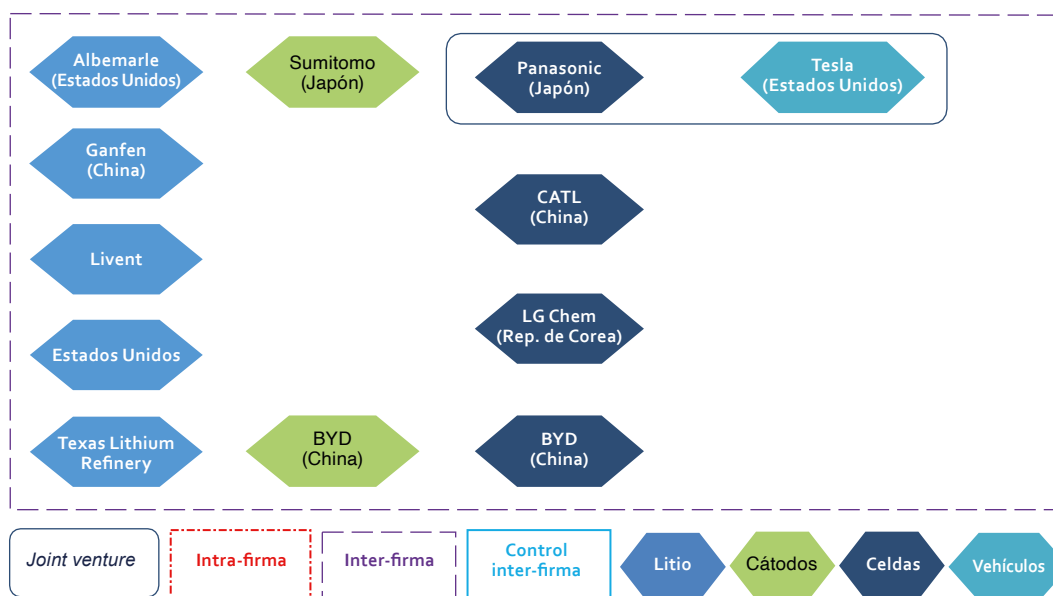 Albemarle
(Estados Unidos)
Sumitomo
(Japón)
Panasonic
(Japón)
Tesla
(Estados Unidos)
Ganfen
(China)
CATL
(China)
Livent
LG Chem
(Rep. de Corea)
Estados Unidos
Texas Lithium
Refinery
BYD
(China)
BYD
(China)
Joint venture
Intra-firma
Inter-firma
Control
inter-firma
Litio
Cátodos
Celdas
Vehículos